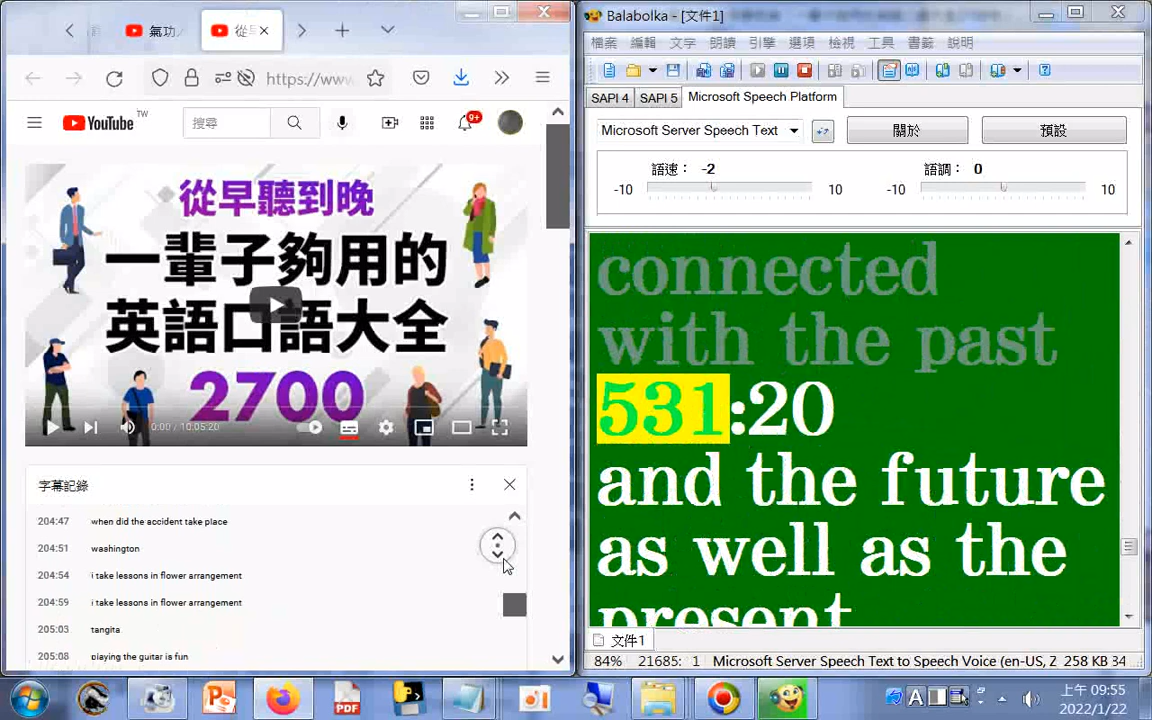 氣功
從
https://www
YouTube TW
搜尋
9+
從早聽到晚
一輩子夠用的
英語口語大全
2700
0:00 / 10:05:20
字幕記錄
204:47 when did the accident take place
204:51 washington
204:54 i take lessons in flower arrangement
204:59 i take lessons in flower arrangement
205:03 tangita
205:08 playing the guitar is fun
Balabolka - [文件1]
檔案 編輯 文字 朗讀 引擎 選項 檢視 工具 書籤 說明
SAPI 4 SAPI 5 Microsoft Speech Platform
Microsoft Server Speech Text 關於 預設
語速： -2 語調： 0
-10 10 -10 10
connected
with the past
531:20
and the future
as well as the
present
文件1
84% 21685: 1 Microsoft Server Speech Text to Speech Voice (en-US, Z 258 KB 34
PDF
A
上午 09:55
2022/1/22